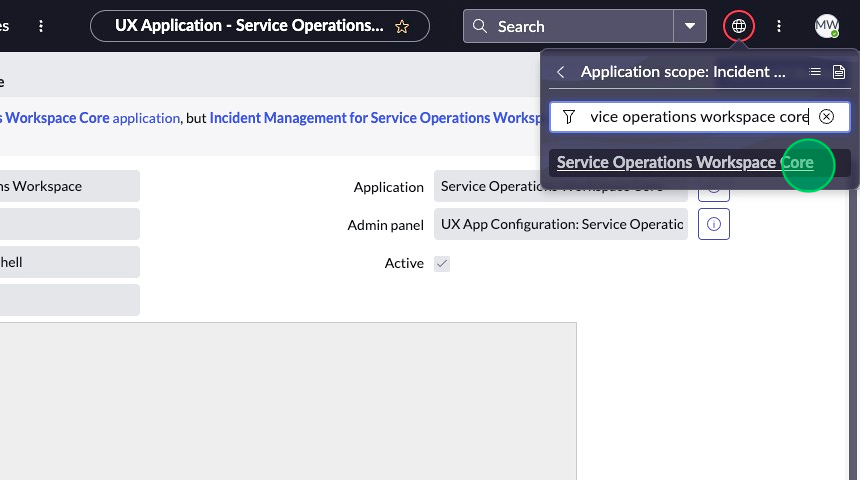 es
UX Application - Service Operations...
Search
MW
Application scope: Incident ...
vice operations workspace core
Service Operations Workspace Core
e
s Workspace Core application, but Incident Management for Service Operations Worksp
ns Workspace
Application
Service Operations Workspace Core
Admin panel
UX App Configuration: Service Operatic
hell
Active